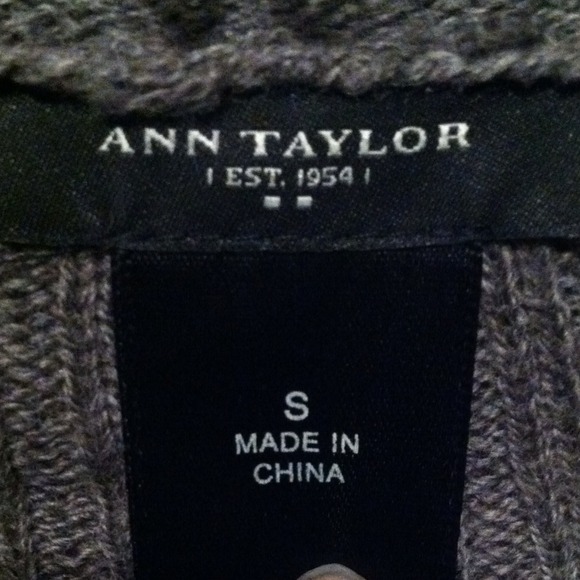 ANN TAYLOR
| EST. 1954 |
S
MADE IN
CHINA